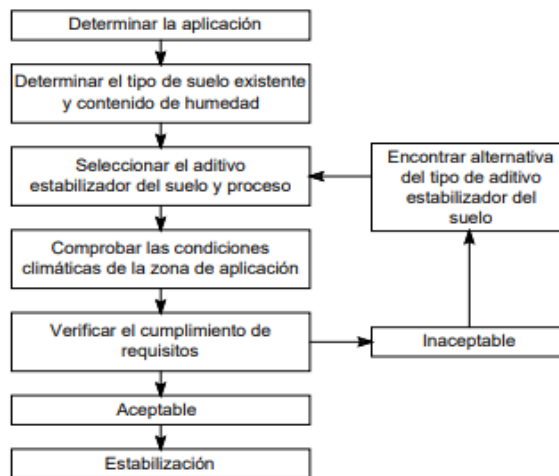 Determinar la aplicación
Determinar el tipo de suelo existente
y contenido de humedad
Seleccionar el aditivo
estabilizador del suelo y proceso
Encontrar alternativa
del tipo de aditivo
estabilizador del
suelo
Comprobar las condiciones
climáticas de la zona de aplicación
Verificar el cumplimiento de
requisitos
Inaceptable
Aceptable
Estabilización